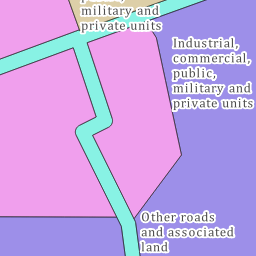 military and
private units
Industrial,
commercial,
public,
military and
private units
Other roads
and associated
land